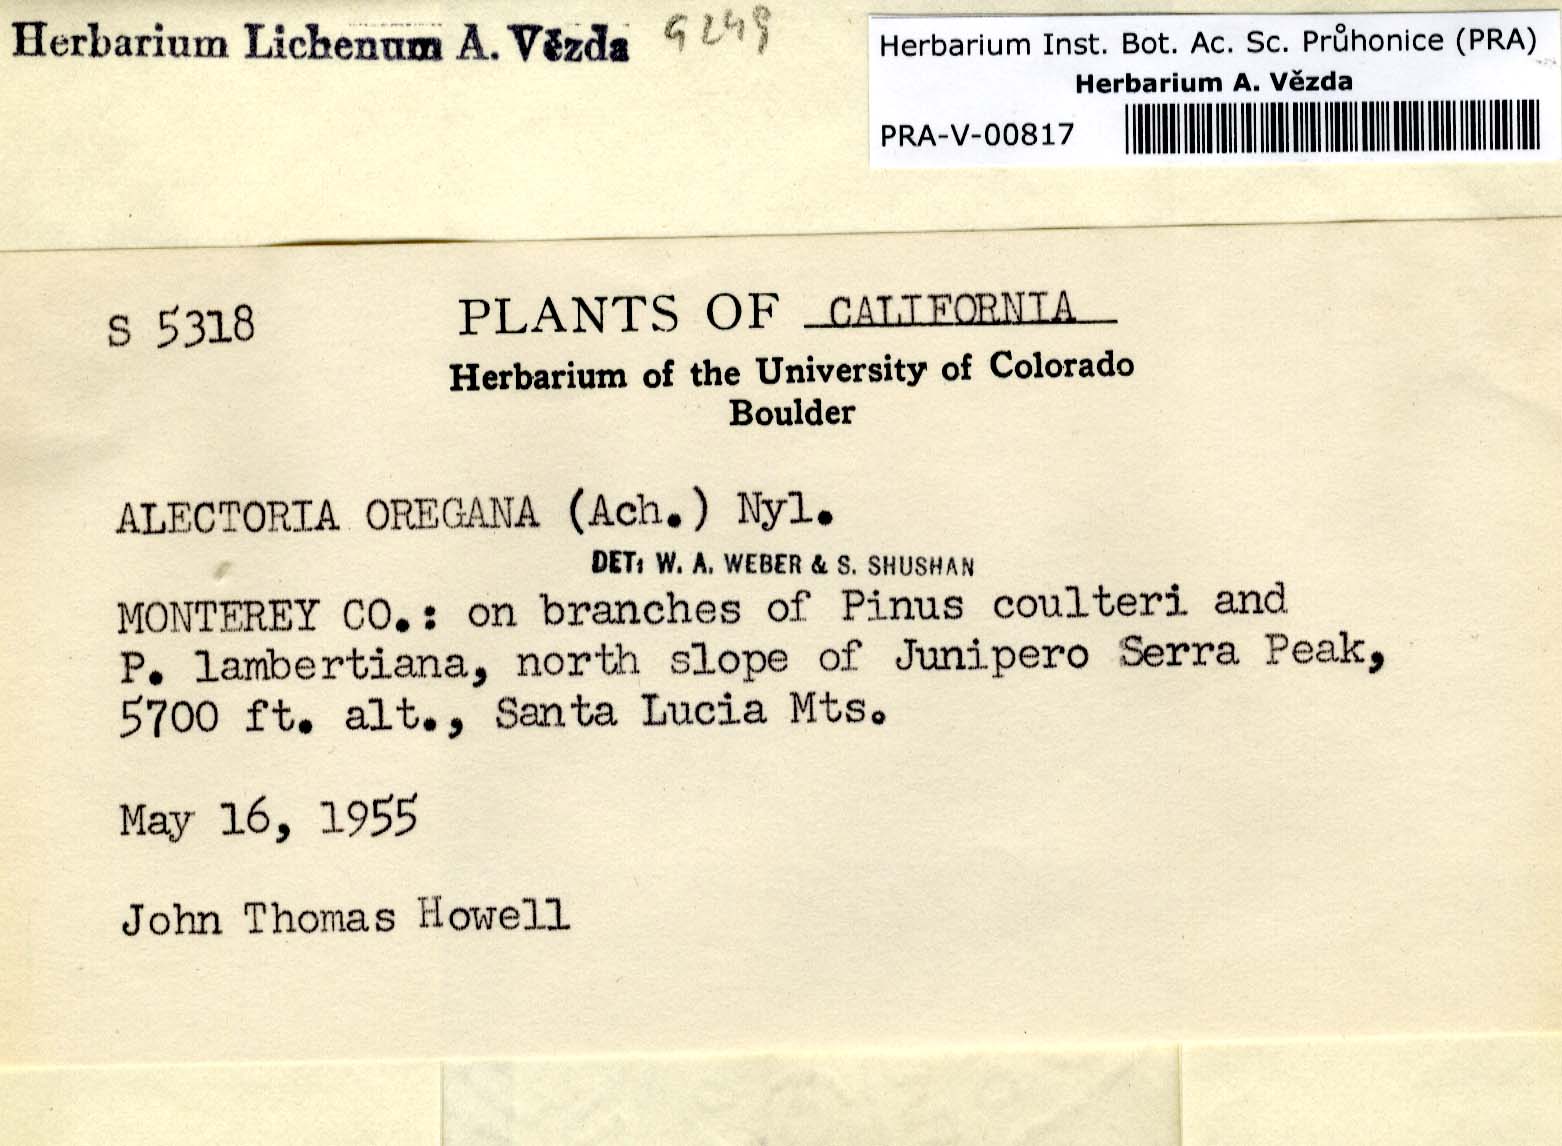 Herbarium Lichenum A. Vězda 9249
Herbarium Inst. Bot. Ac. Sc. Průhonice (PRA)
Herbarium A. Vězda
PRA-V-00817
S 5318
PLANTS OF CALIFORNIA
Herbarium of the University of Colorado
Boulder
ALECTORIA OREGANA (Ach.) Nyl.
DET: W. A. WEBER & S. SHUSHAN
MONTEREY CO.: on branches of Pinus coulteri and
P. lambertiana, north slope of Junipero Serra Peak,
5700 ft. alt., Santa Lucia Mts.
May 16, 1955
John Thomas Howell